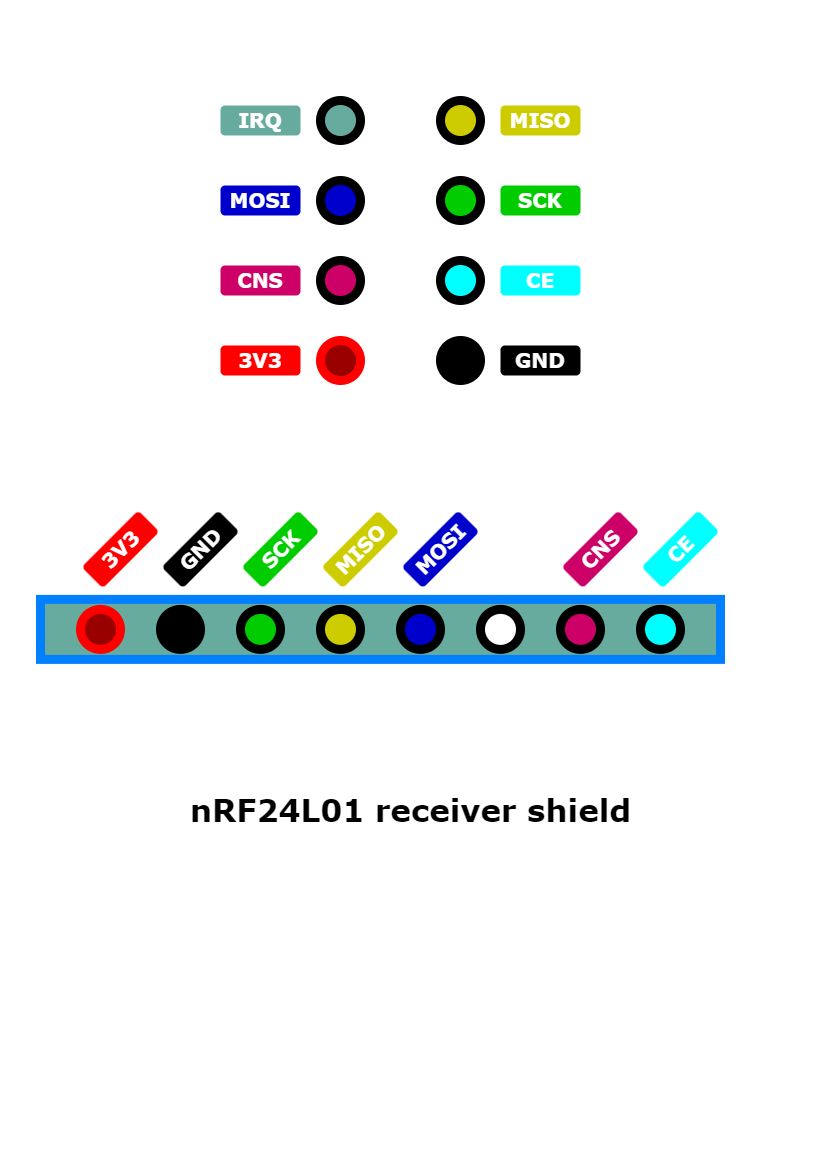 IRQ MISO
MOSI SCK
CNS CE
3V3 GND
3V3 GND SCK MISO MOSI CNS CE
nRF24L01 receiver shield